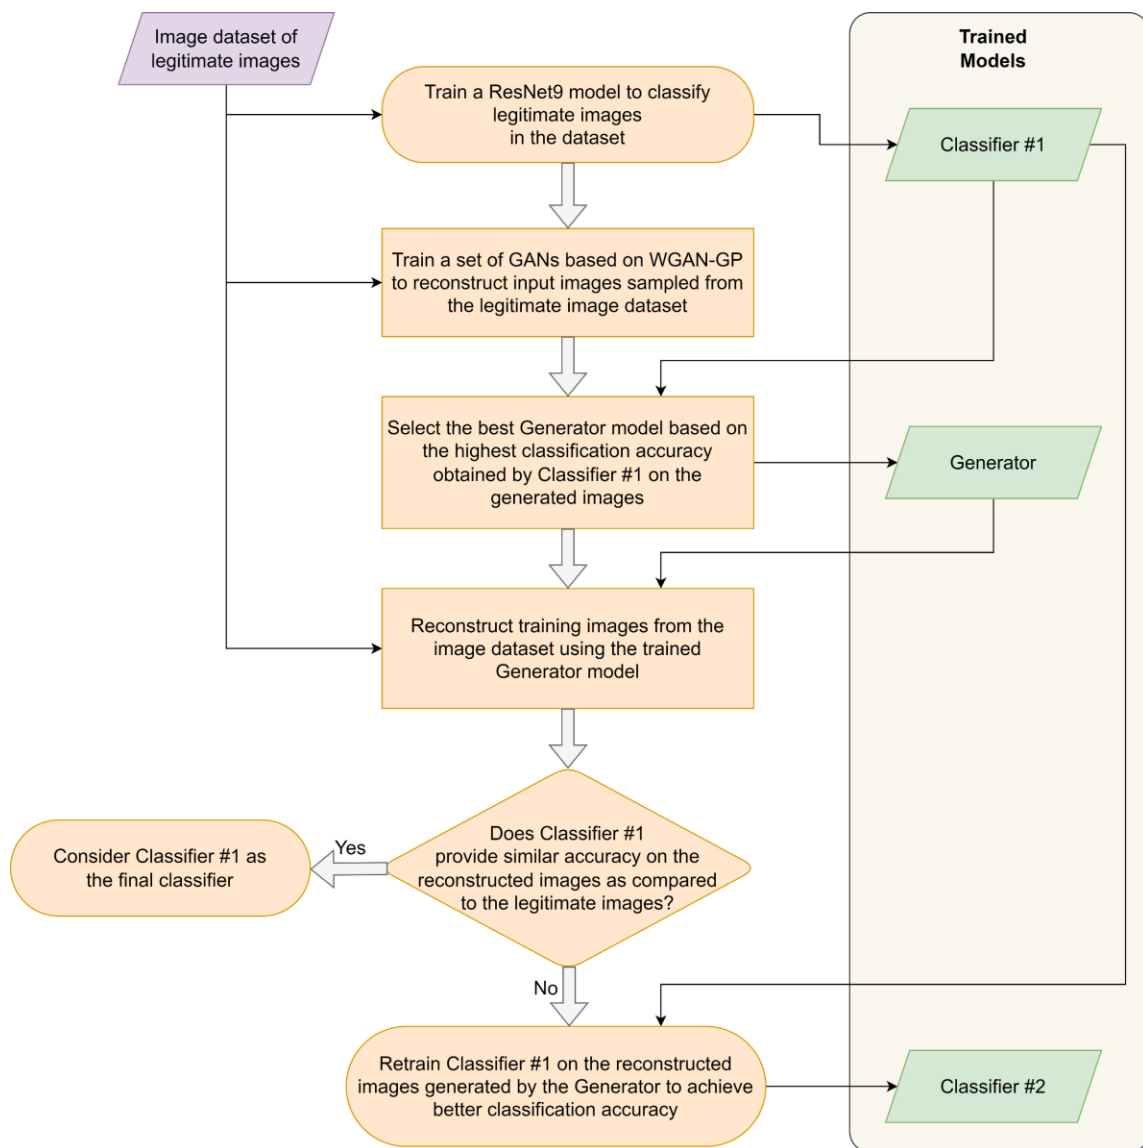 Image dataset of
legitimate images
Trained
Models
Train a ResNet9 model to classify
legitimate images
in the dataset
Classifier #1
Train a set of GANs based on WGAN-GP
to reconstruct input images sampled from
the legitimate image dataset
Select the best Generator model based on
the highest classification accuracy
obtained by Classifier #1 on the
generated images
Generator
Reconstruct training images from the
image dataset using the trained
Generator model
Does Classifier #1
provide similar accuracy on the
reconstructed images as compared
to the legitimate images?
Yes
Consider Classifier #1 as
the final classifier
No
Retrain Classifier #1 on the reconstructed
images generated by the Generator to achieve
better classification accuracy
Classifier #2